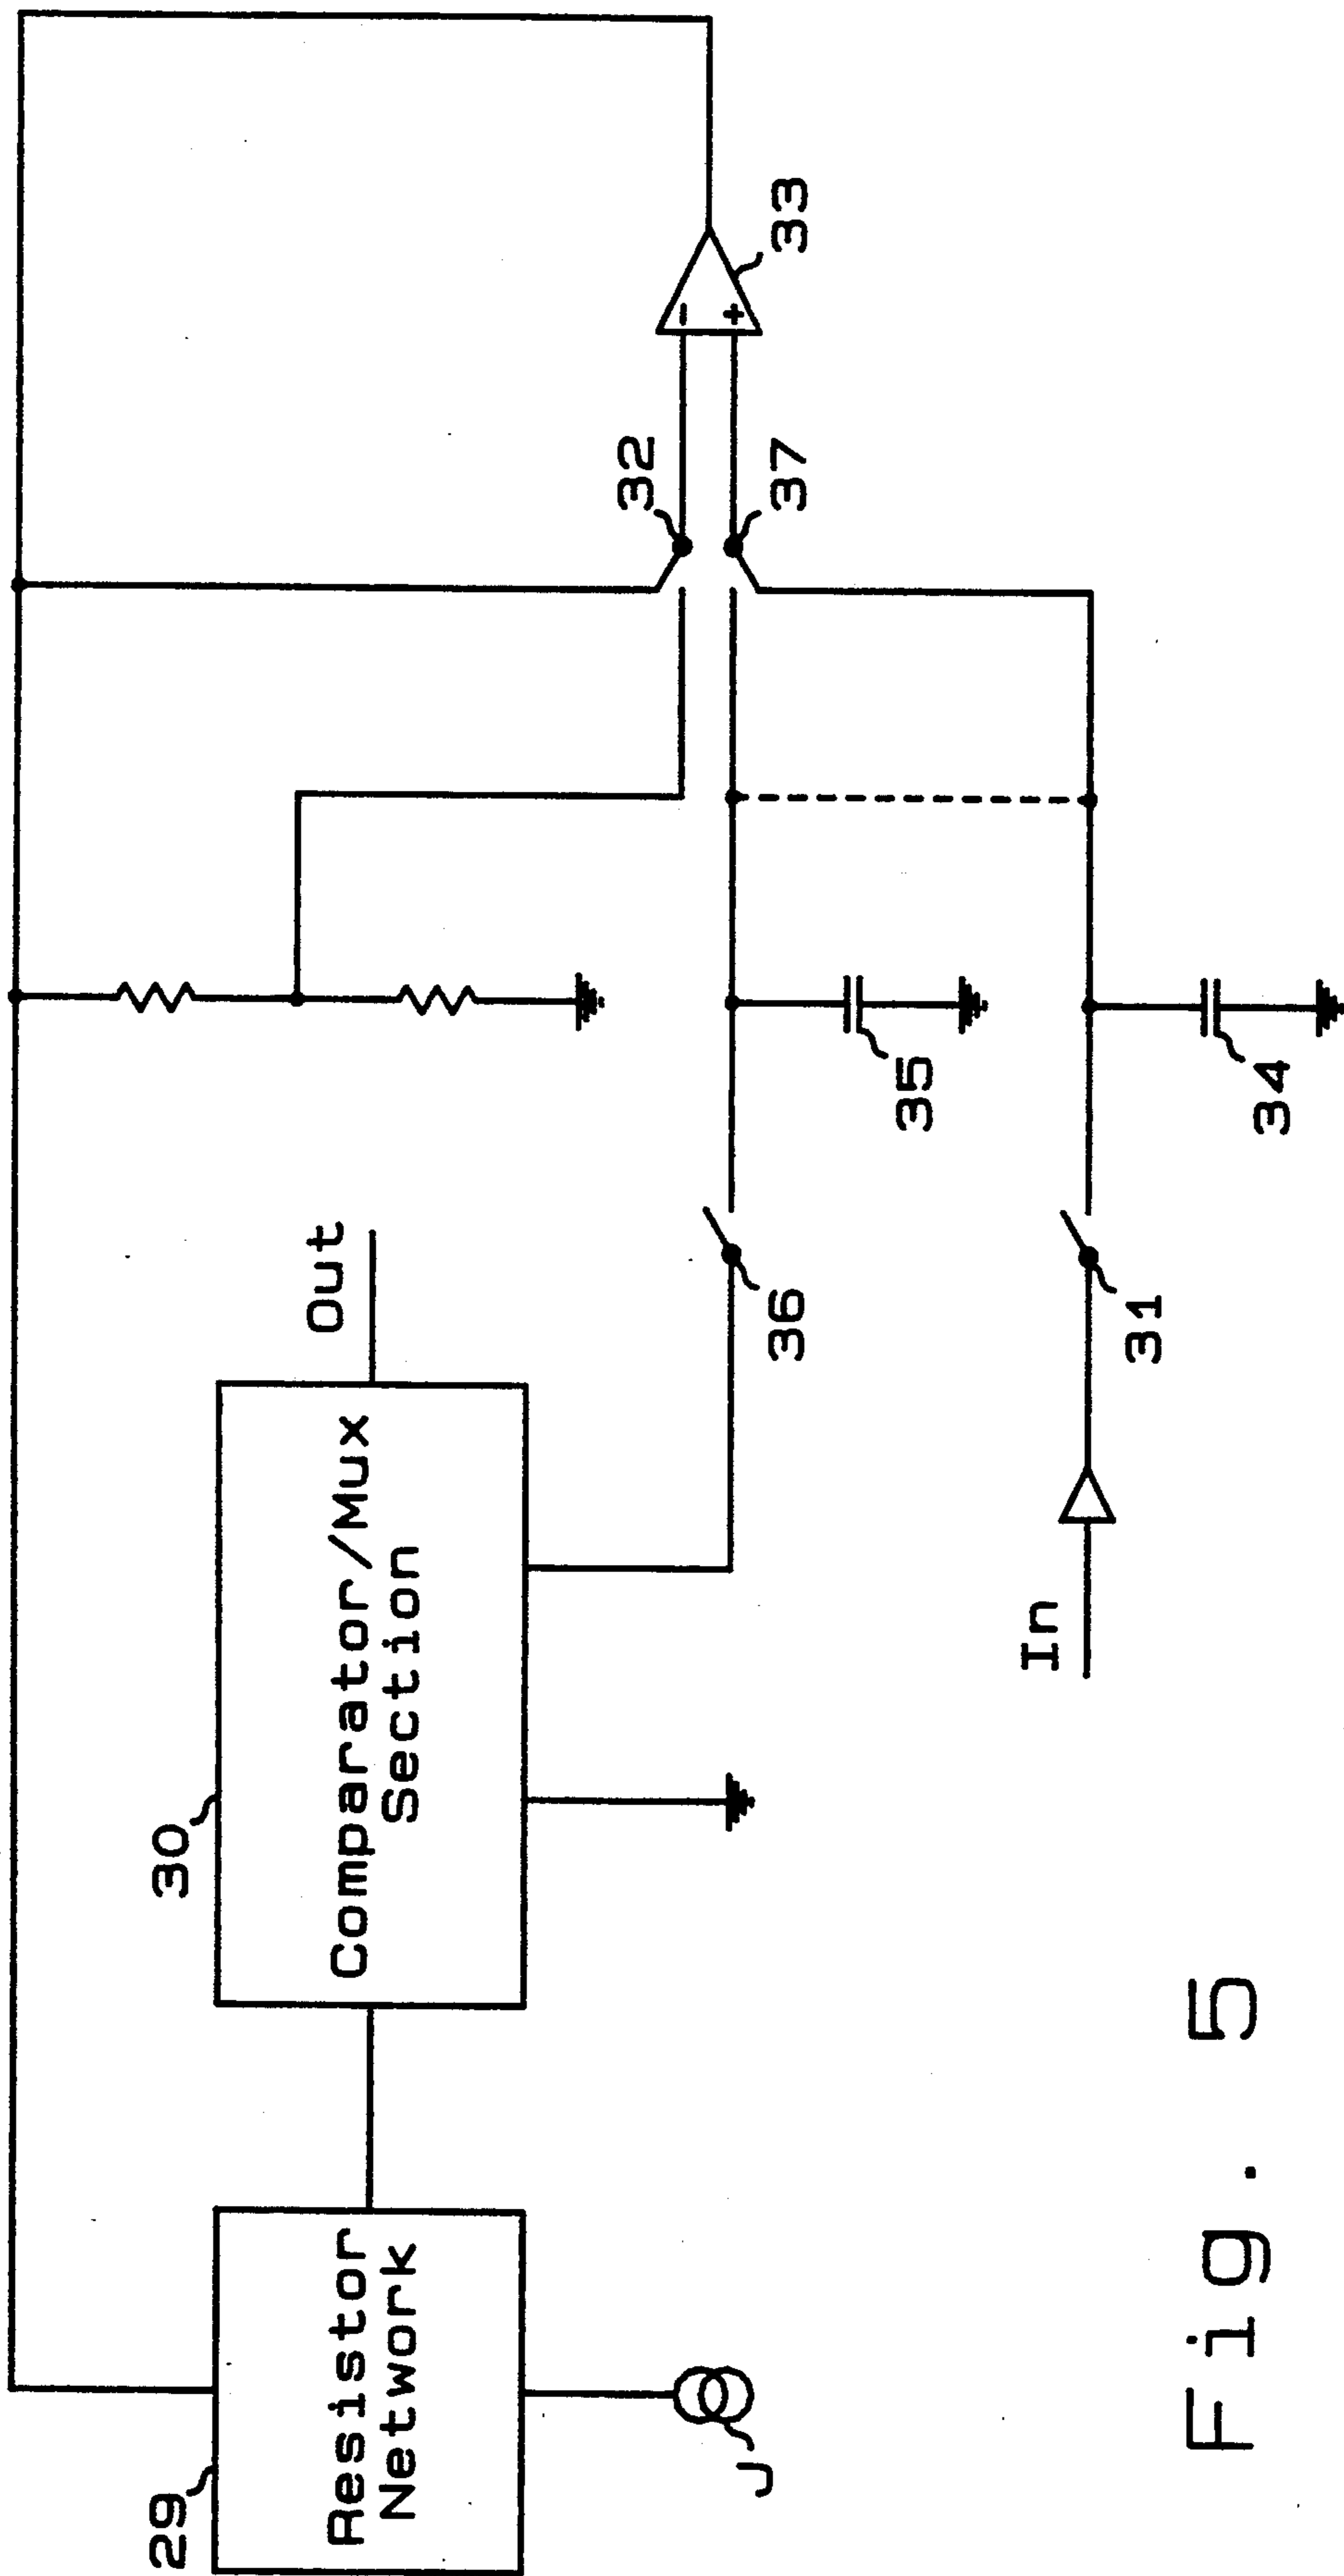 29
Resistor
Network
J
30
Comparator/Mux
Section
Out
In
36
31
35
34
32
37
-
+
33
Fig. 5